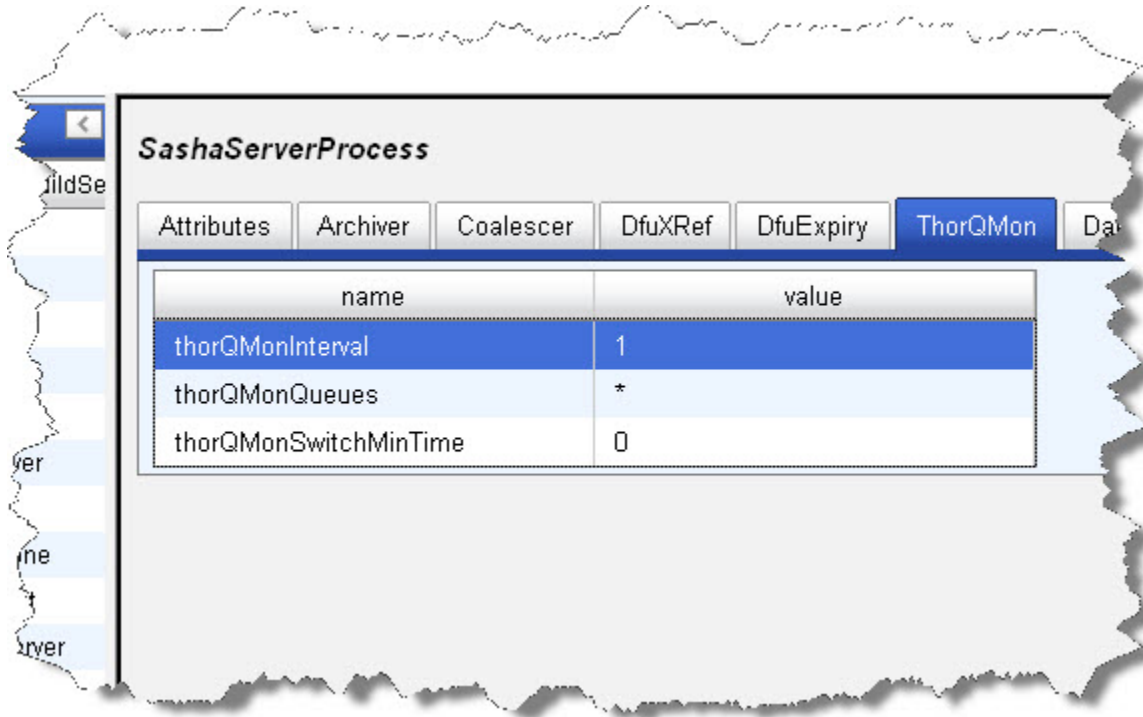 <
SashaServerProcess
Attributes Archiver Coalescer DfuXRef DfuExpiry ThorQMon
name value
thorQMonInterval 1
thorQMonQueues *
thorQMonSwitchMinTime 0